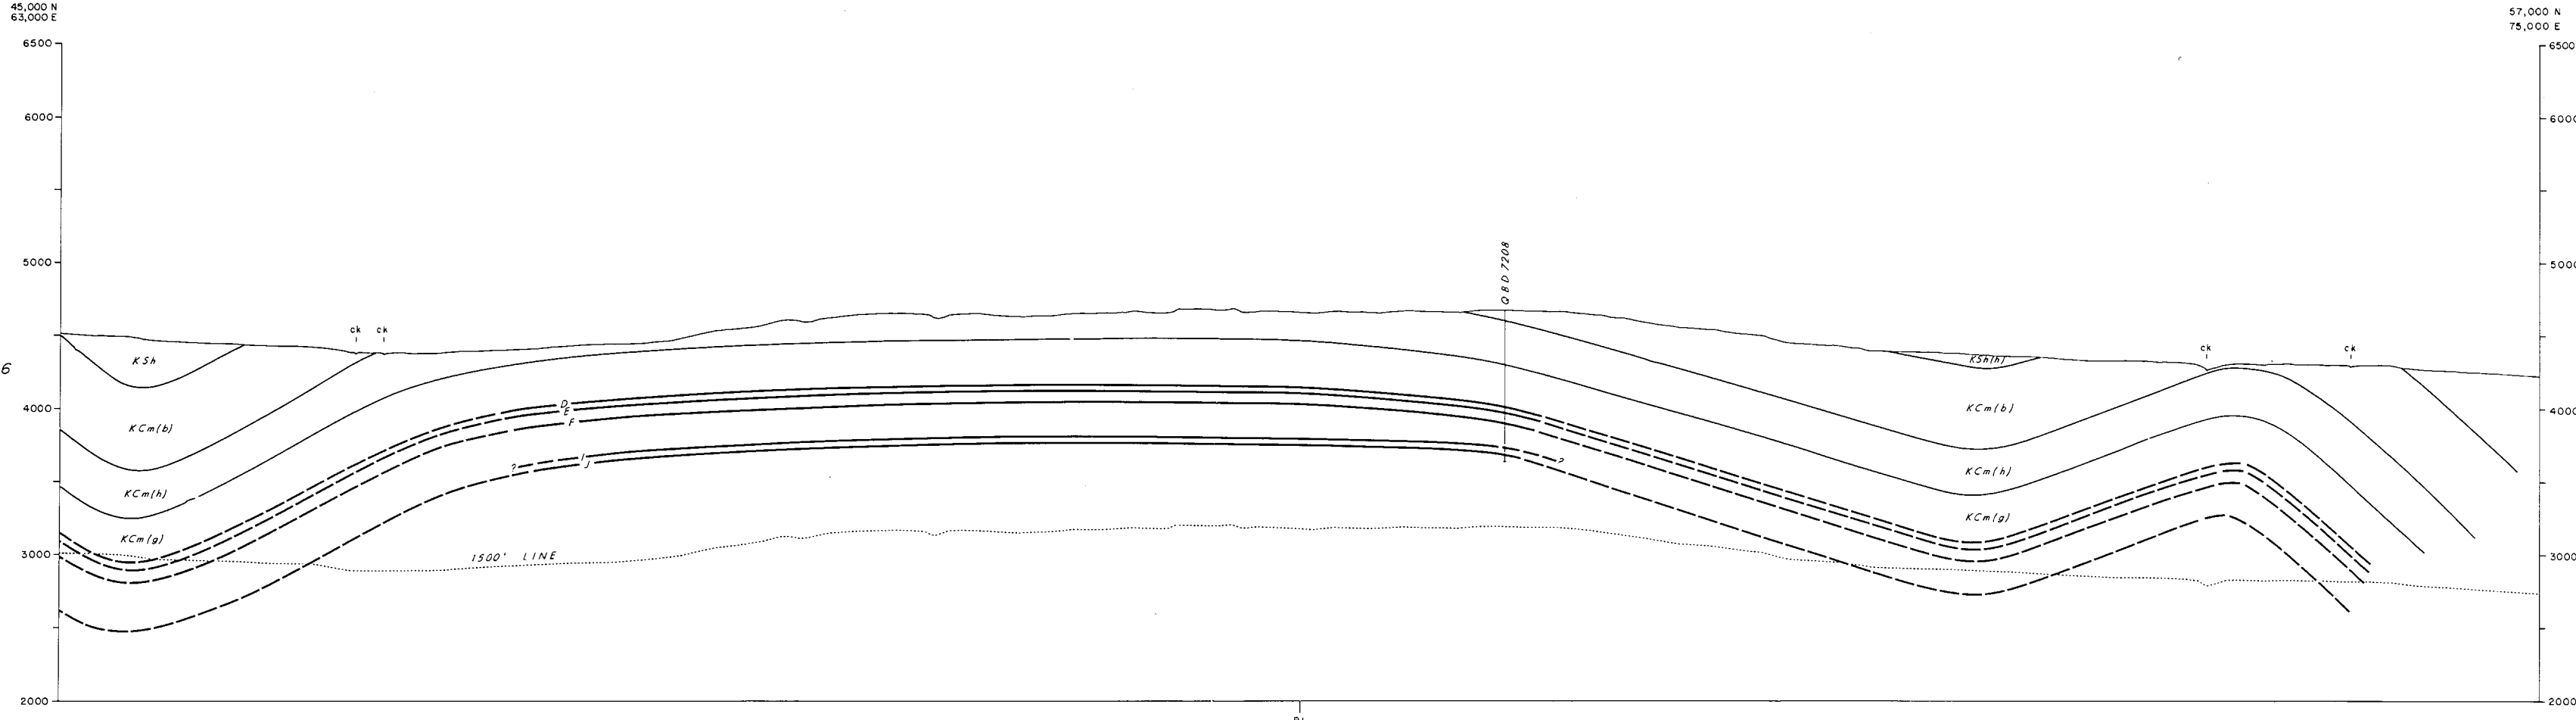 45,000 N
63,000 E
57,000 N
75,000 E
6500
6500
6000
6000
5000
5000
QBD 7208
ck ck
ck
ck
KSh
KSh(h)
6
4000
4000
D
E
F
KCm(b)
KCm(b)
I
J
?
?
KCm(h)
KCm(h)
KCm(g)
KCm(g)
3000
3000
1500' LINE
2000
2000